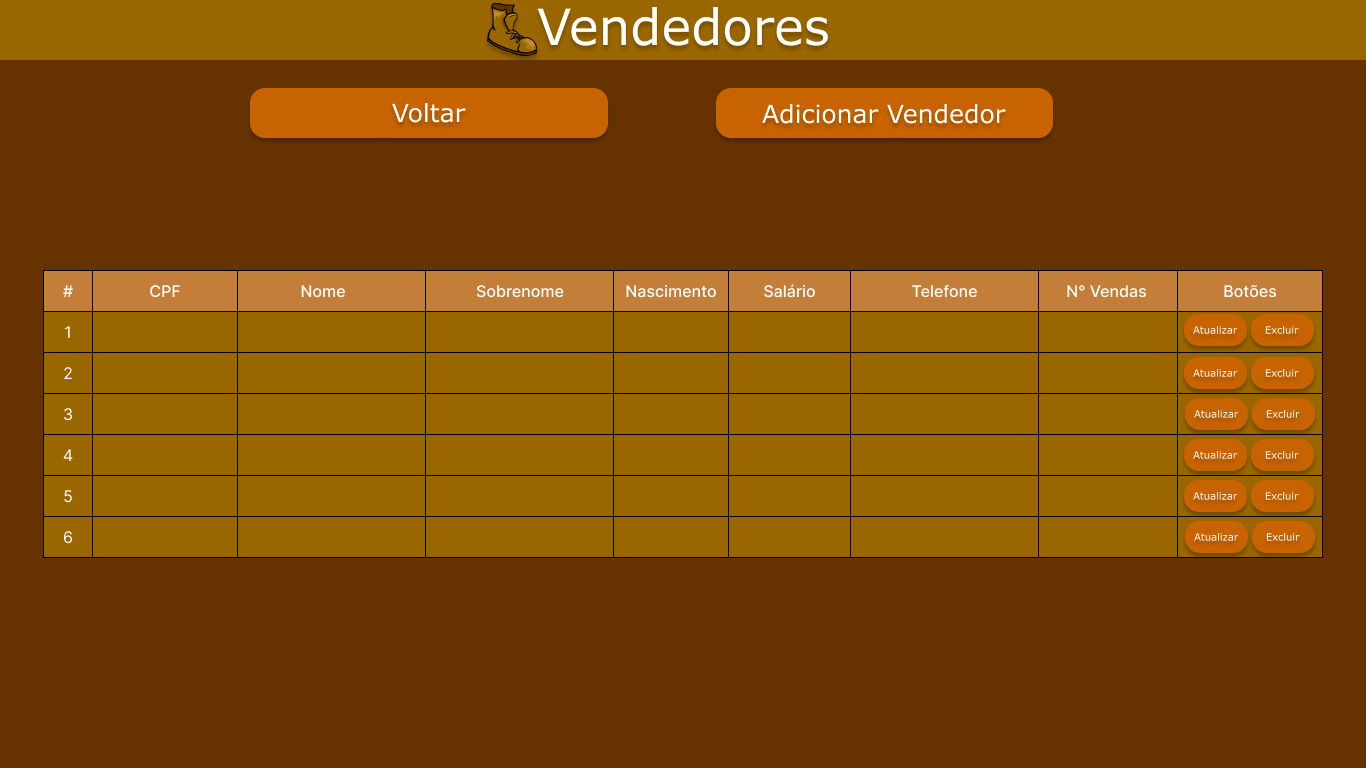 Vendedores
Voltar
Adicionar Vendedor
# CPF Nome Sobrenome Nascimento Salário Telefone N° Vendas Botões
1 Atualizar Excluir
2 Atualizar Excluir
3 Atualizar Excluir
4 Atualizar Excluir
5 Atualizar Excluir
6 Atualizar Excluir